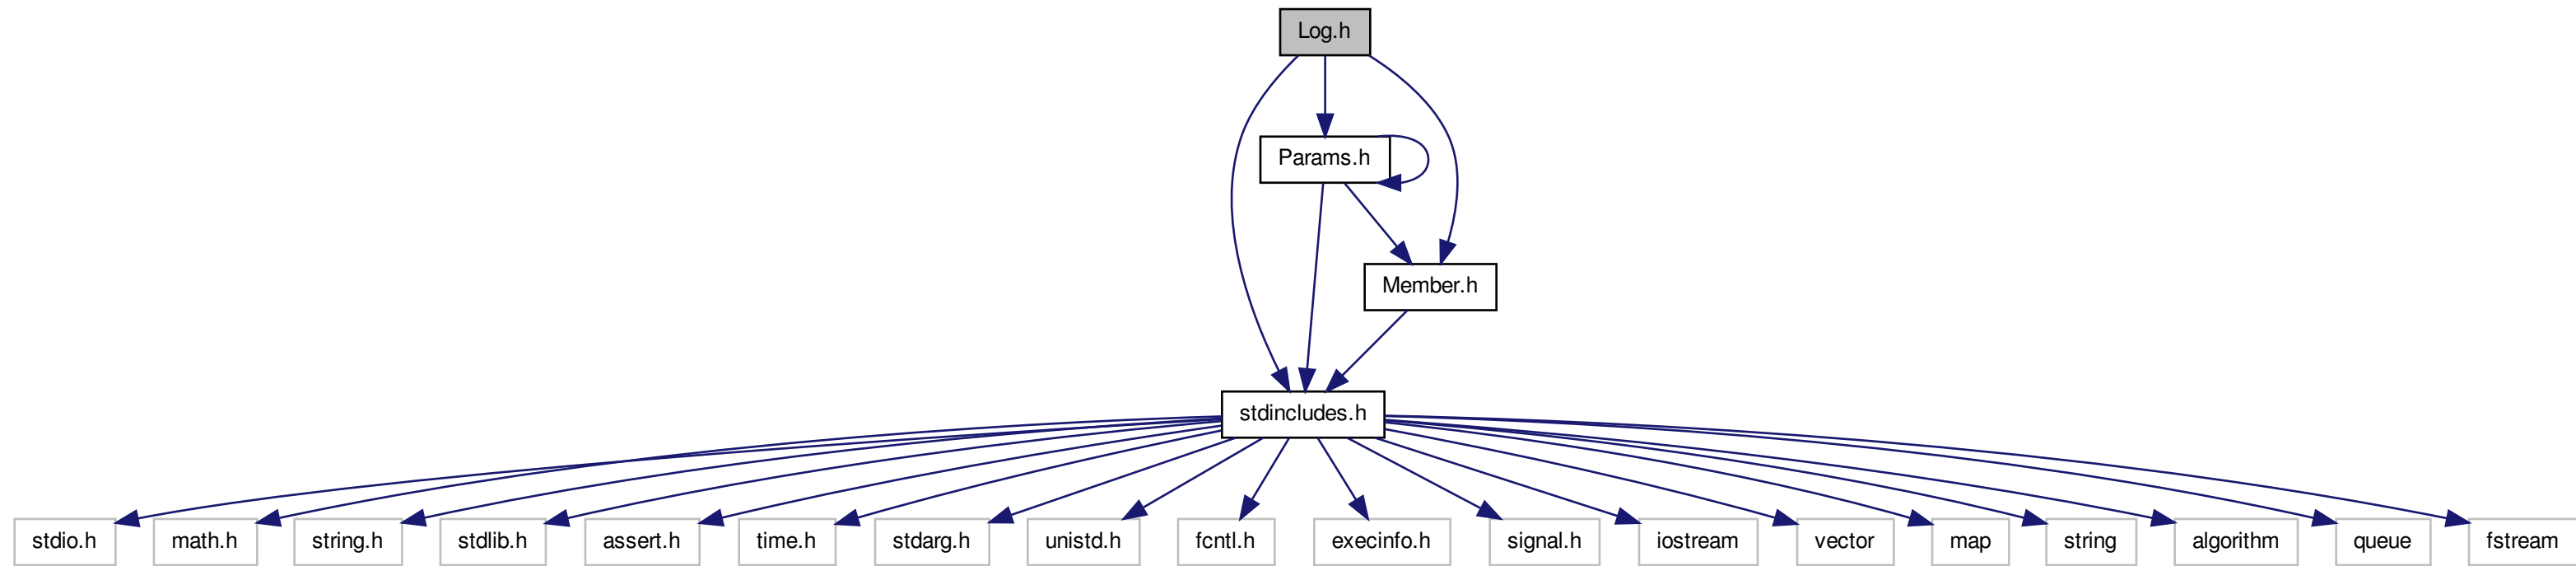 Log.h
Params.h
Member.h
stdincludes.h
stdio.h
math.h
string.h
stdlib.h
assert.h
time.h
stdarg.h
unistd.h
fcntl.h
execinfo.h
signal.h
iostream
vector
map
string
algorithm
queue
fstream